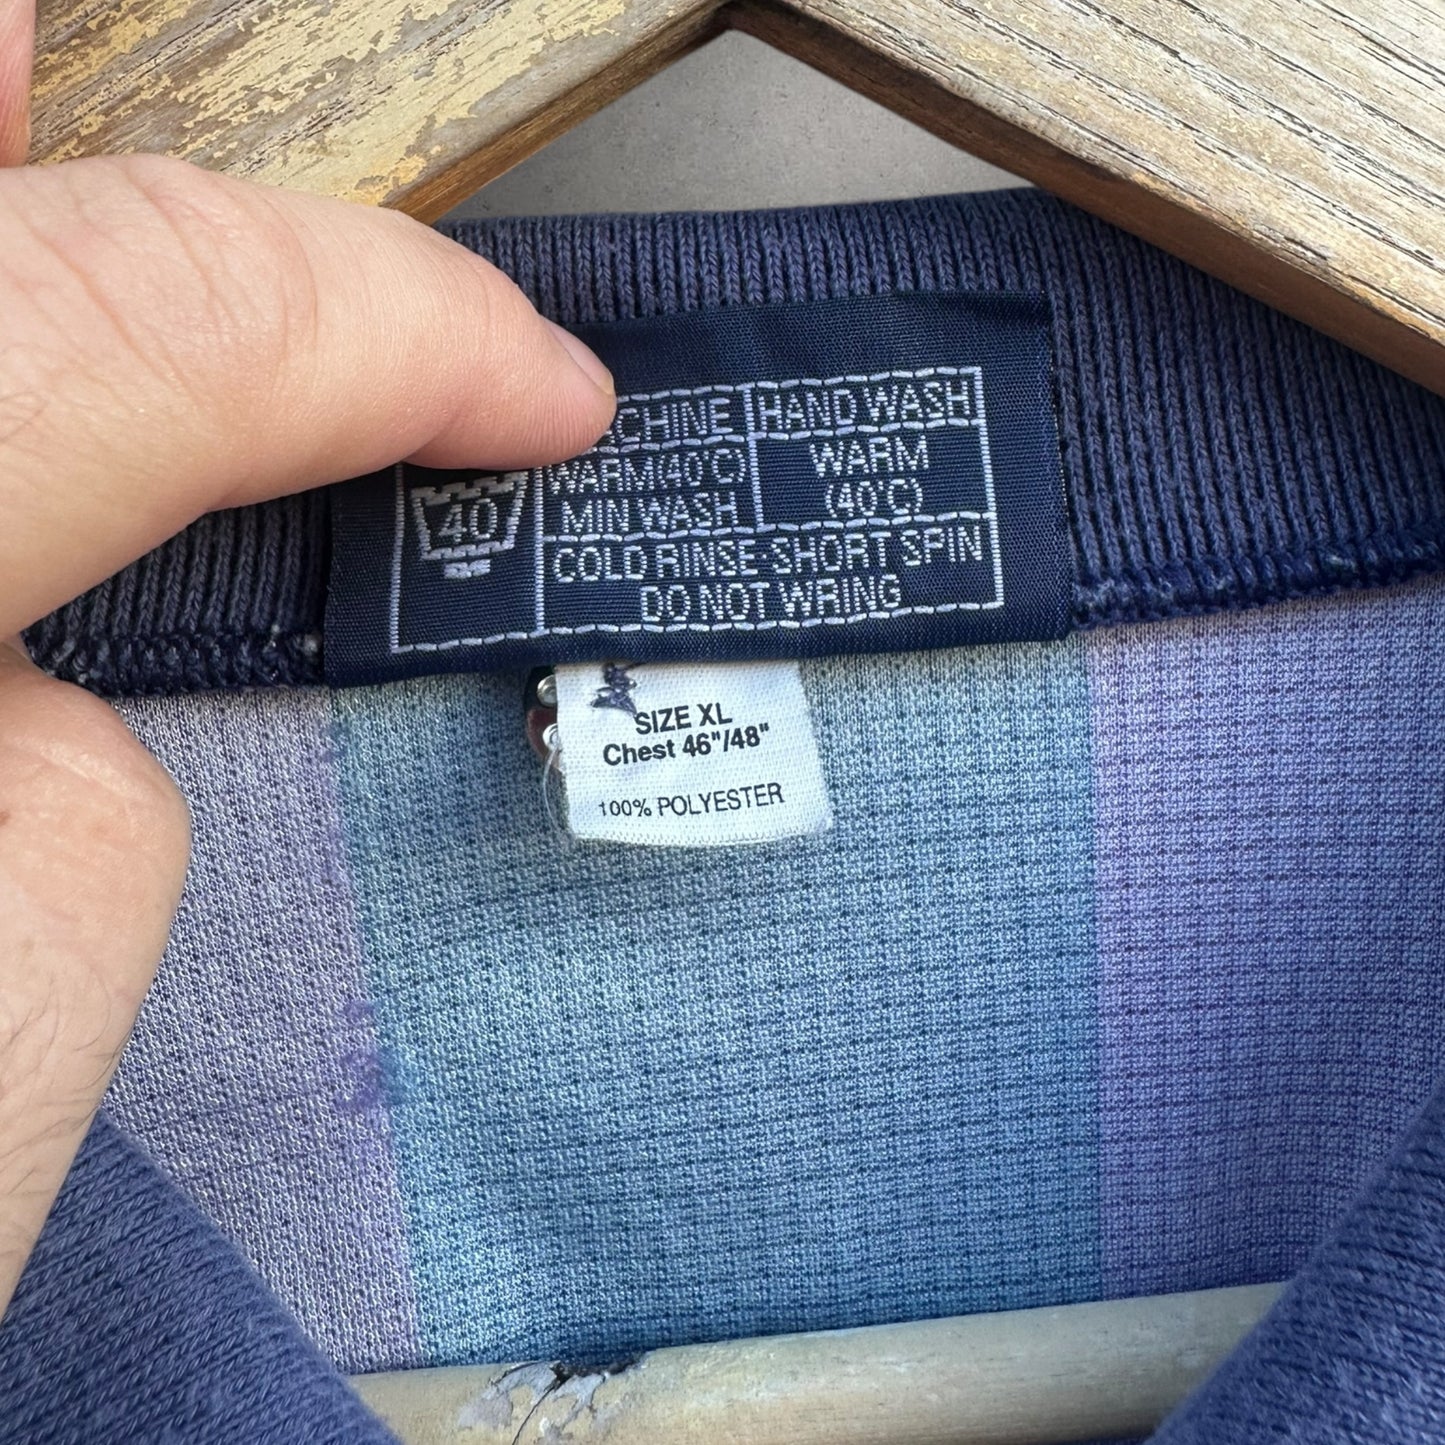 HAND WASH
40
WARM(40°C)
MIN WASH
WARM
(40°C)
COLD RINSE·SHORT SPIN
DO NOT WRING
SIZE XL
Chest 46"/48"
100% POLYESTER